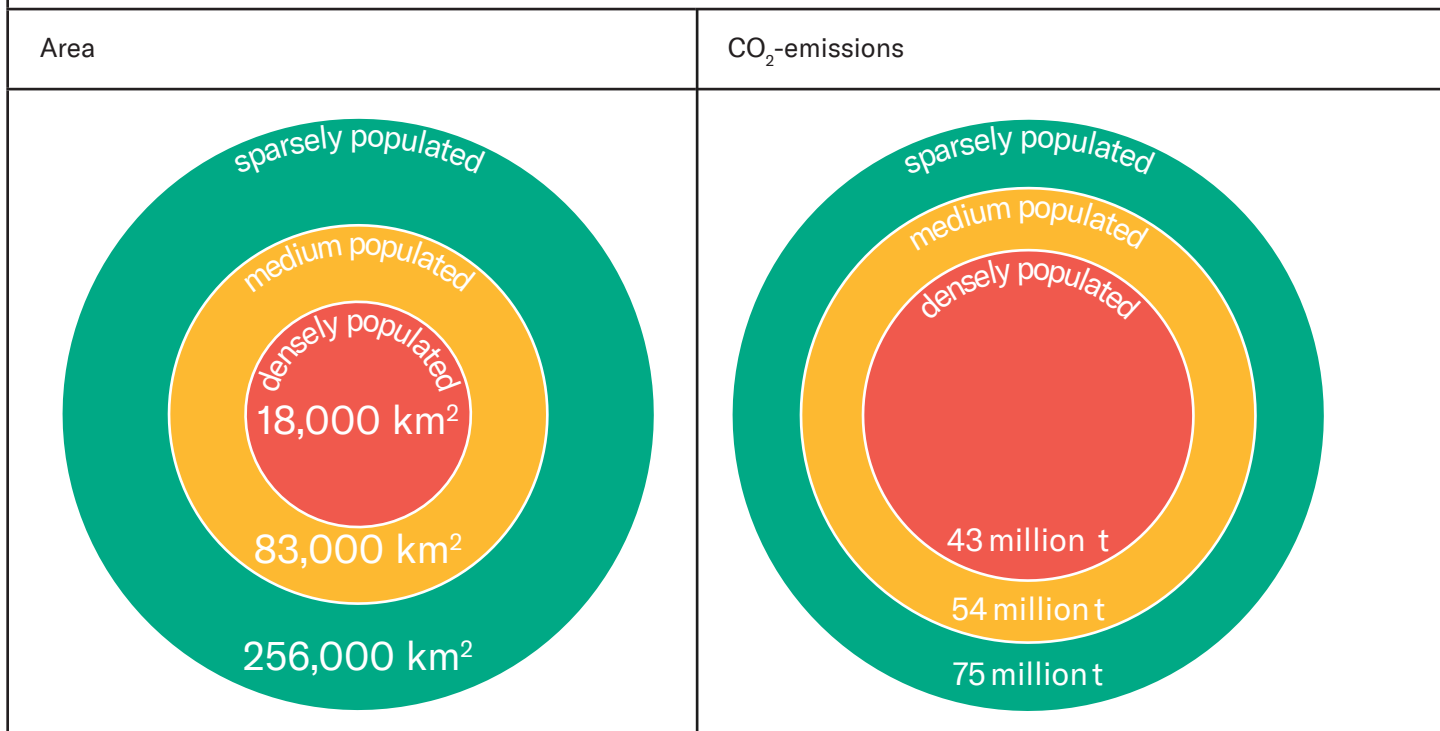 Area
CO₂-emissions
sparsely populated
medium populated
densely populated
18,000 km²
83,000 km²
256,000 km²
sparsely populated
medium populated
densely populated
43 million t
54 million t
75 million t